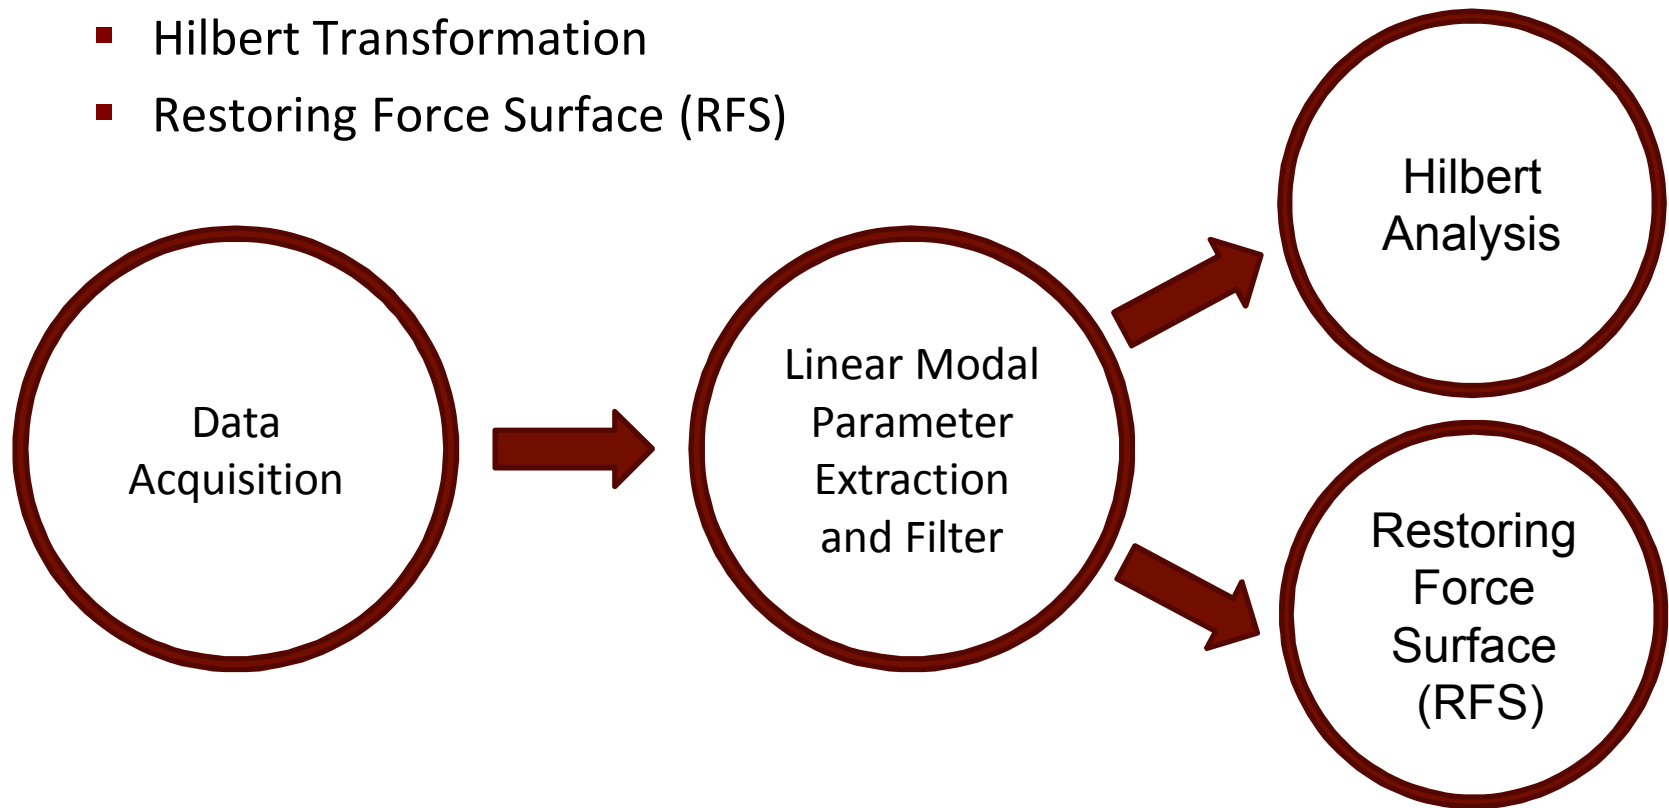 Hilbert Transformation
Restoring Force Surface (RFS)
Data
Acquisition
Linear Modal
Parameter
Extraction
and Filter
Hilbert
Analysis
Restoring
Force
Surface
(RFS)